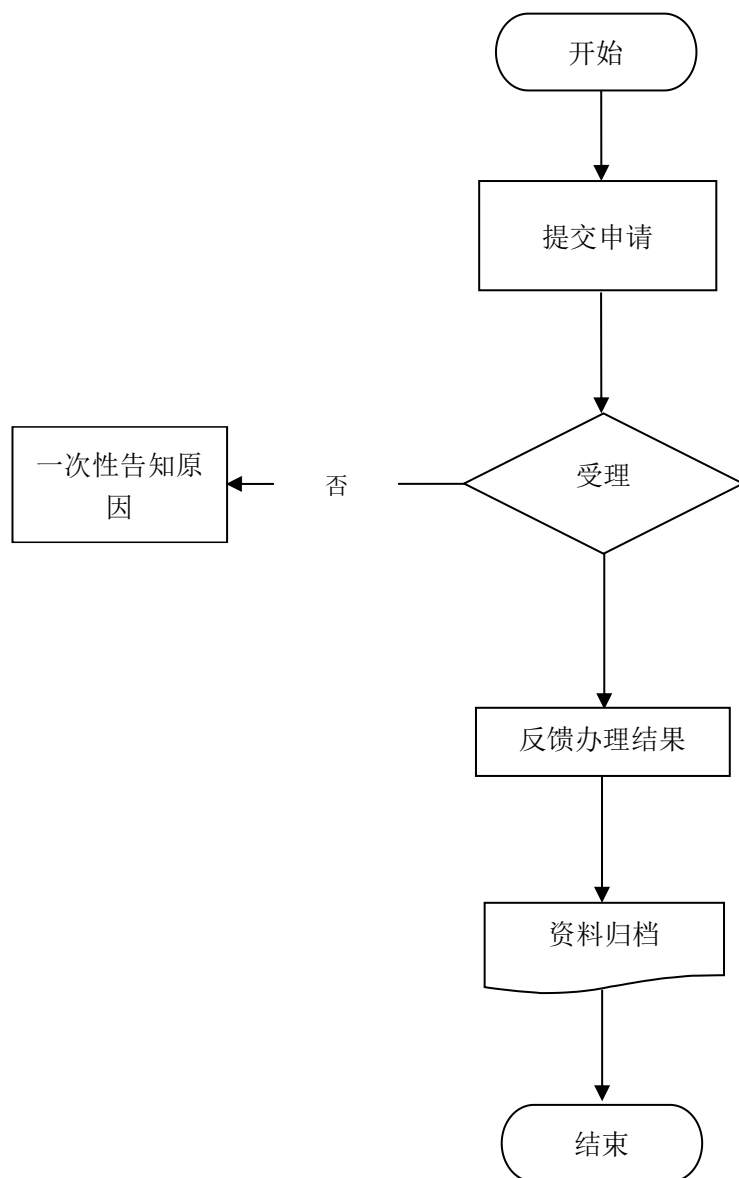 开始
提交申请
受理
否
一次性告知原
因
反馈办理结果
资料归档
结束